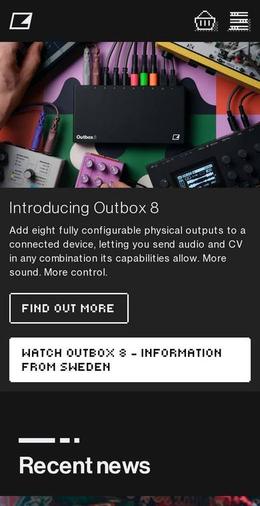 Outbox 8
Introducing Outbox 8
Add eight fully configurable physical outputs to a
connected device, letting you send audio and CV
in any combination its capabilities allow. More
sound. More control.
FIND OUT MORE
WATCH OUTBOX 8 – INFORMATION
FROM SWEDEN
Recent news